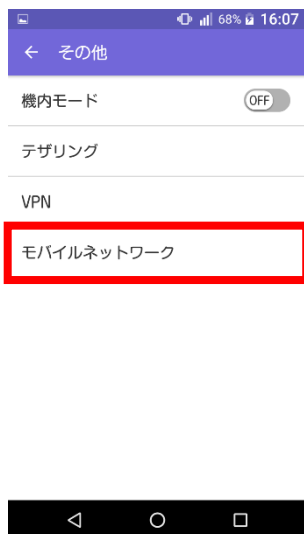 68% 16:07
← その他
機内モード OFF
テザリング
VPN
モバイルネットワーク